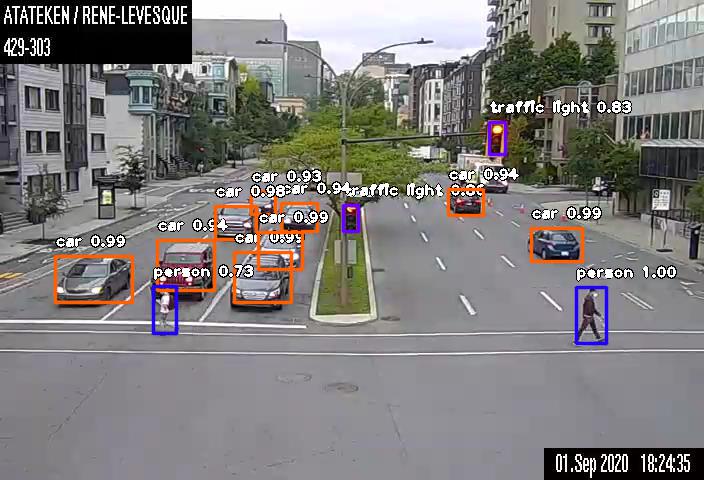 ATATEKEN / RENE-LEVESQUE
429-303
traffic light 0.83
car 0.93
car 0.94
car 0.98
car 0.94
traffic light 0.86
car 0.99
car 0.94
car 0.99
car 0.99
car 0.99
person 0.73
person 1.00
01.Sep 2020 18:24:35